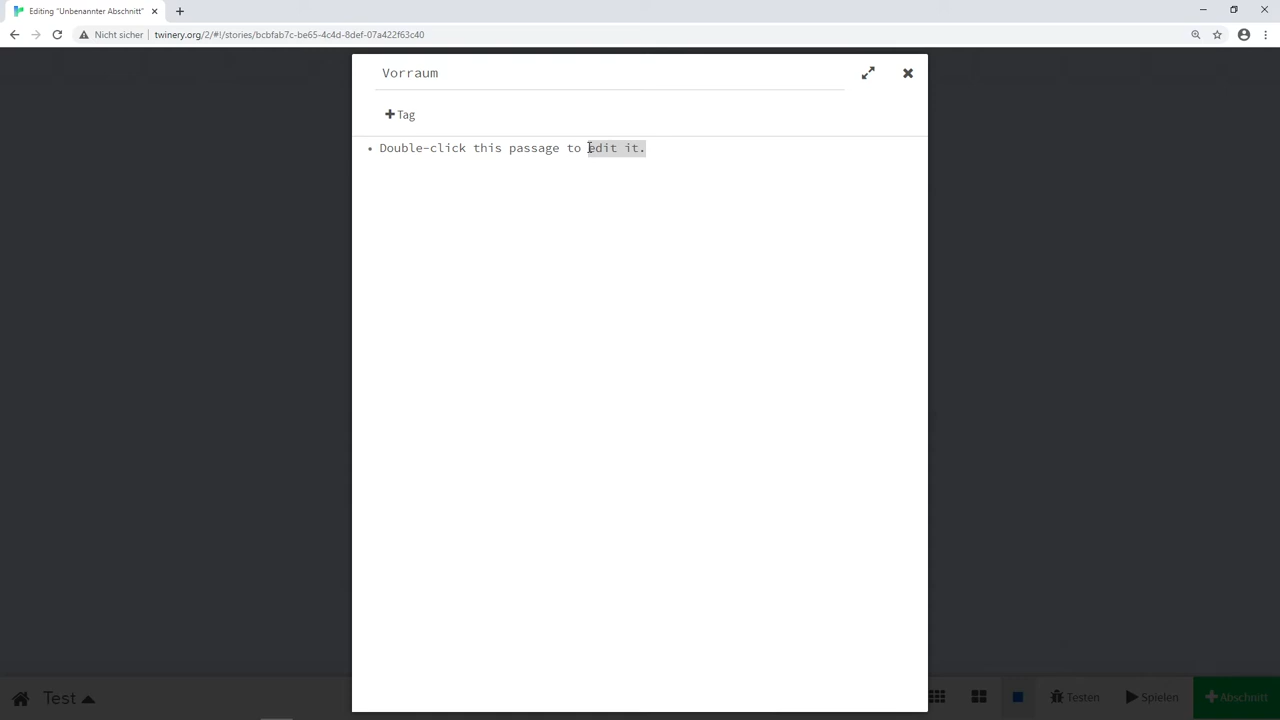 Editing "Unbenannter Abschnitt"
Nicht sicher
twinery.org/2/#!/stories/bcbfab7c-be65-4c4d-8def-07a422f63c40
Vorraum
Tag
Double-click this passage to edit it.
Test
Testen
Spielen
Abschnitt